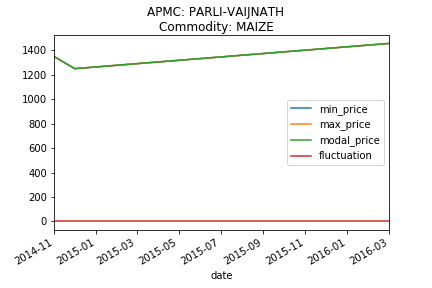 APMC: PARLI-VAIJNATH
Commodity: MAIZE
1400
1200
1000
800
600
400
200
0
min_price
max_price
modal_price
fluctuation
2014-11
2015-01
2015-03
2015-05
2015-07
2015-09
2015-11
2016-01
2016-03
date